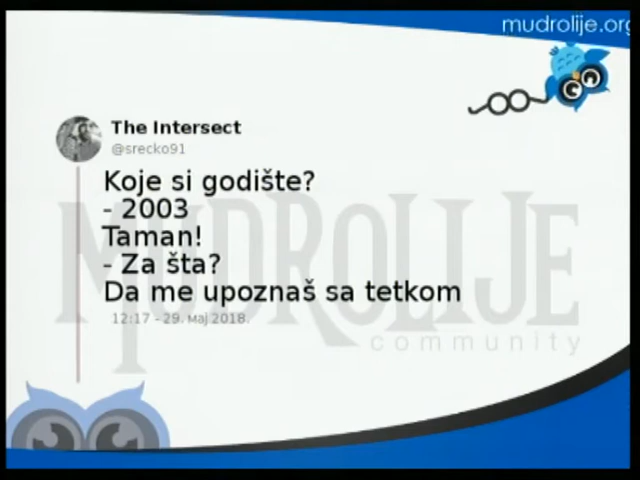 mudrolije.org
The Intersect
@srecko91
Koje si godište?
- 2003
Taman!
- Za šta?
Da me upoznaš sa tetkom
12:17 - 29. мај 2018.
MUDROLIJE
community